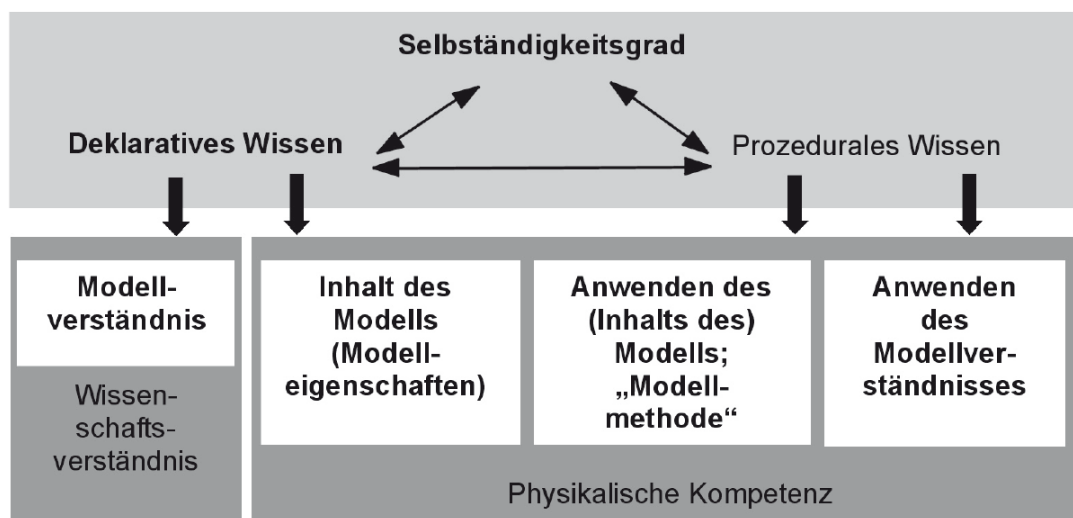 Selbständigkeitsgrad
Deklaratives Wissen
Prozedurales Wissen
Modell-
verständnis
Wissen-
schafts-
verständnis
Inhalt des
Modells
(Modell-
eigenschaften)
Anwenden des
(Inhalts des)
Modells;
„Modell-
methode“
Anwenden
des
Modellver-
ständnisses
Physikalische Kompetenz